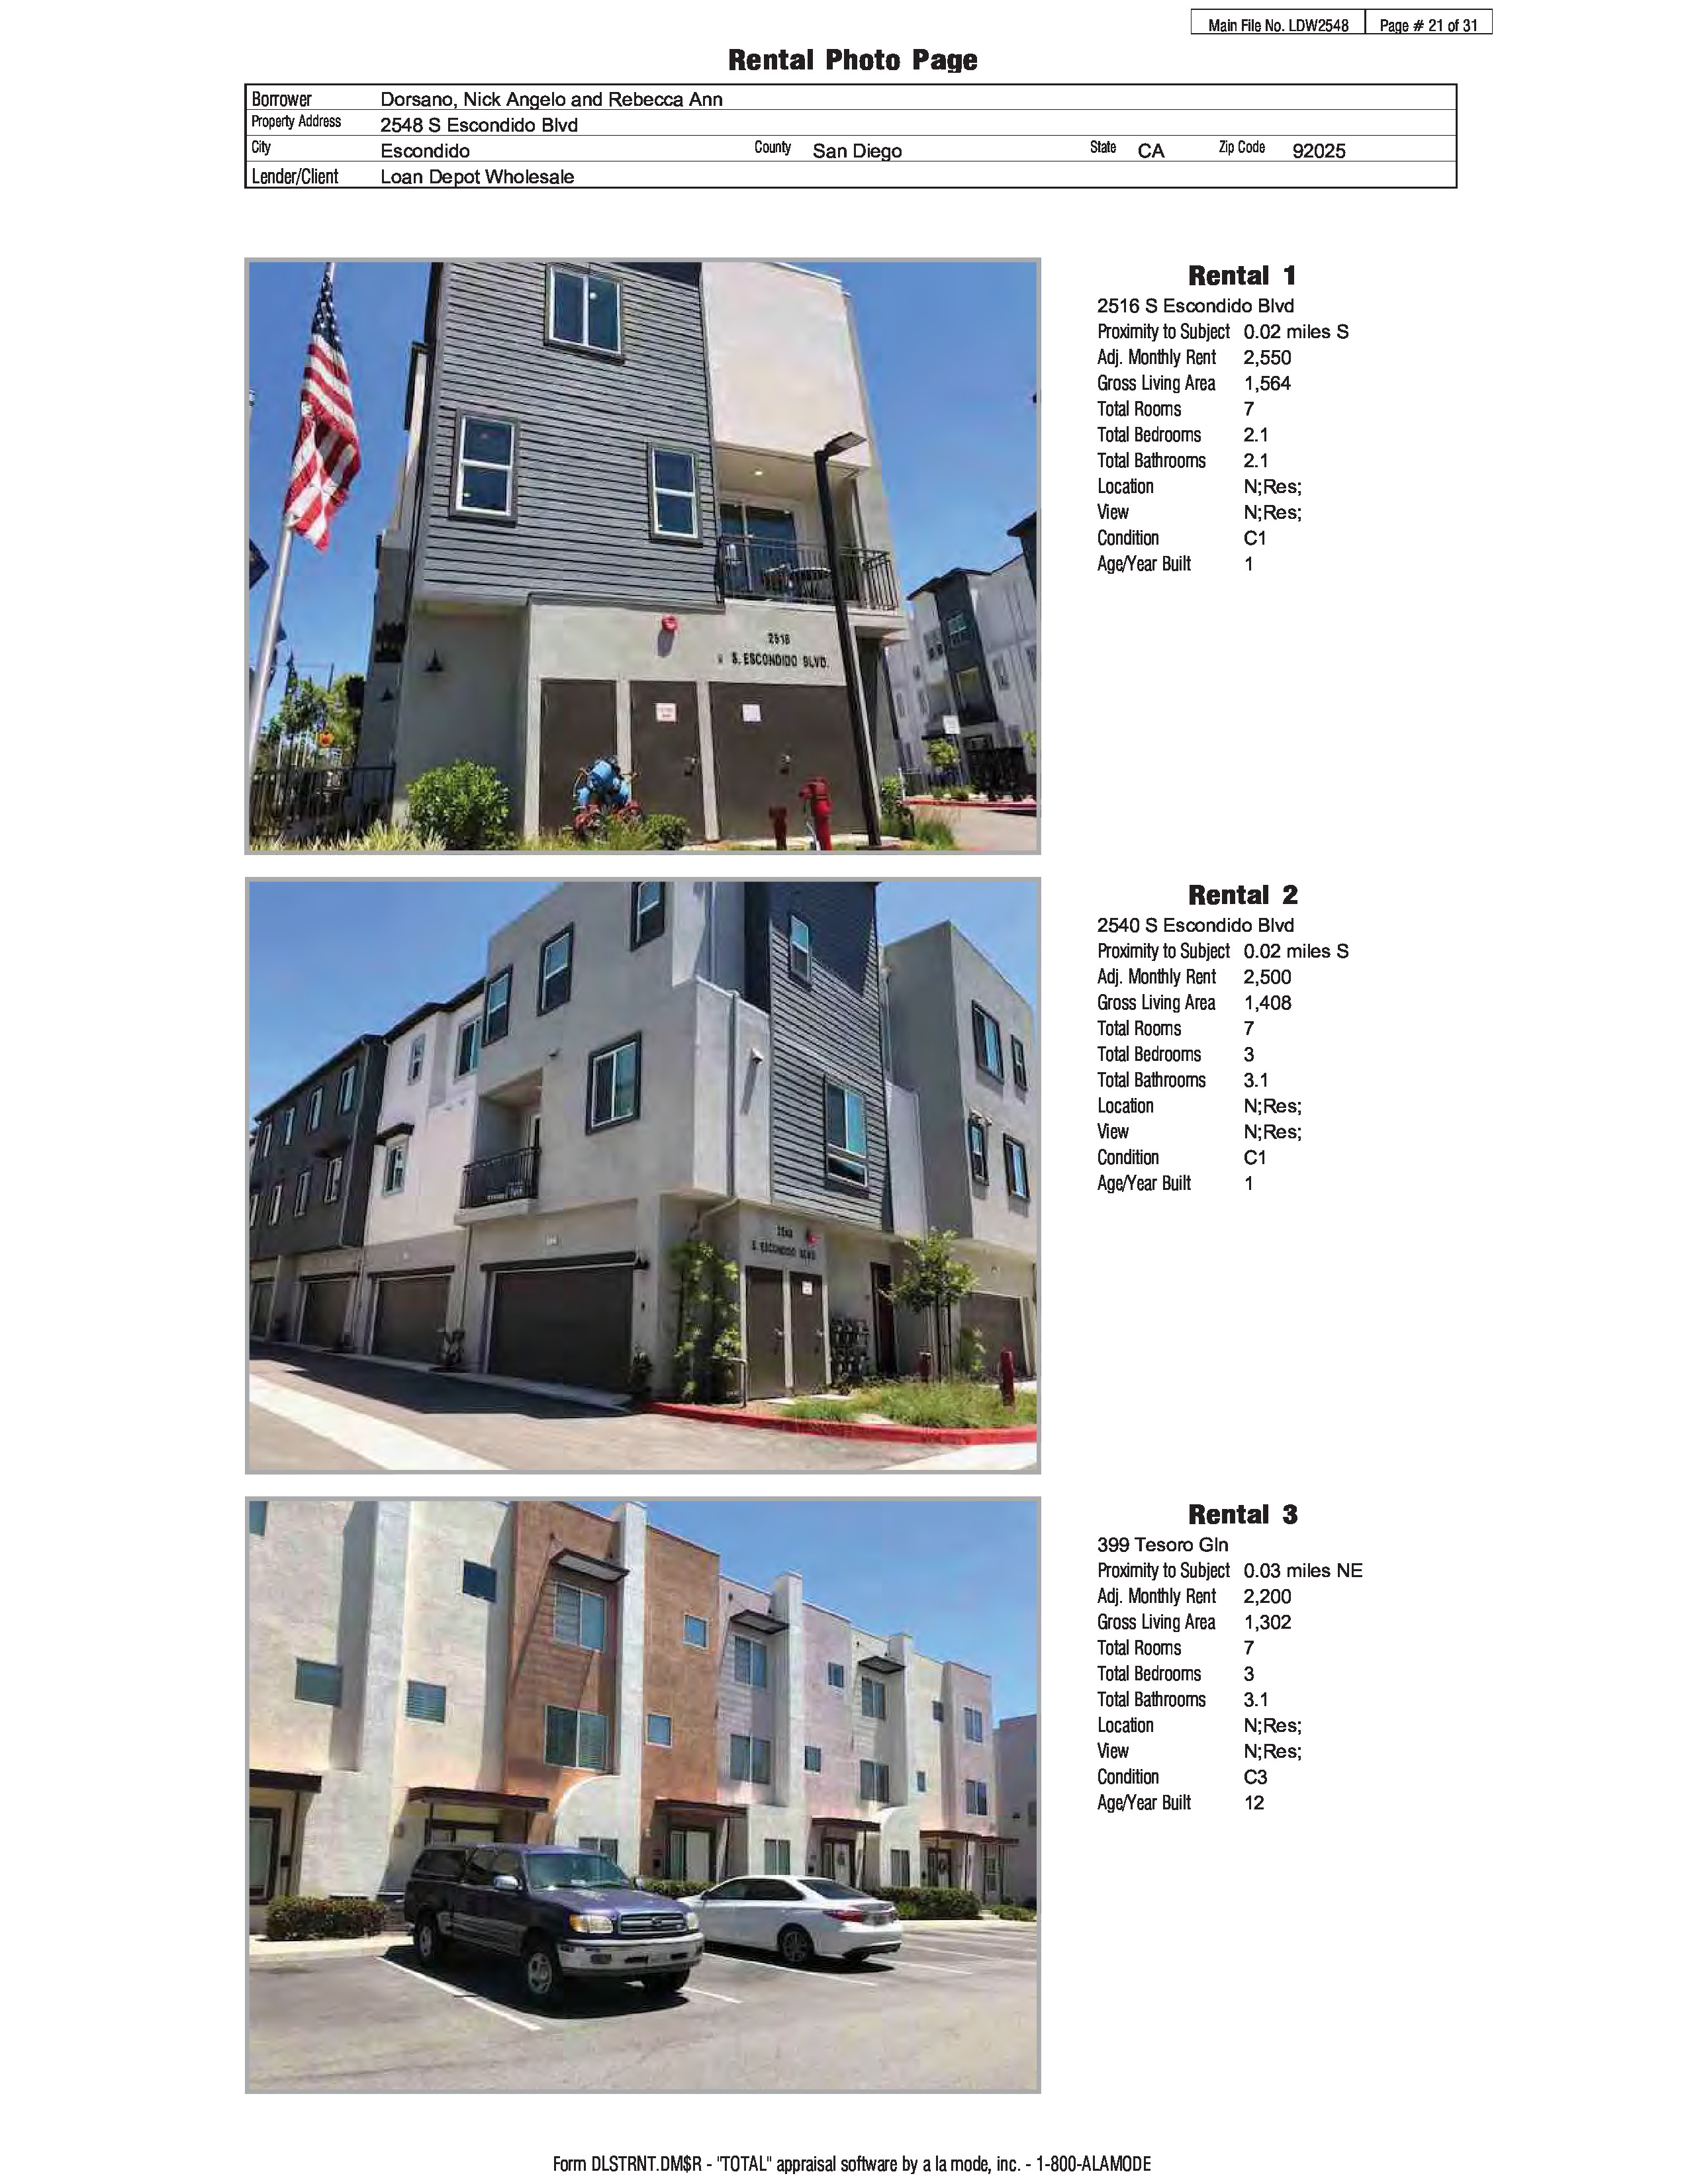 Main File No. LDW2548 Page # 21 of 31
Rental Photo Page
Borrower Dorsano, Nick Angelo and Rebecca Ann
Property Address 2548 S Escondido Blvd
City Escondido County San Diego State CA Zip Code 92025
Lender/Client Loan Depot Wholesale
Rental 1
2516 S Escondido Blvd
Proximity to Subject 0.02 miles S
Adj. Monthly Rent 2,550
Gross Living Area 1,564
Total Rooms 7
Total Bedrooms 2.1
Total Bathrooms 2.1
Location N;Res;
View N;Res;
Condition C1
Age/Year Built 1
2516
S. ESCONDIDO BLVD.
Rental 2
2540 S Escondido Blvd
Proximity to Subject 0.02 miles S
Adj. Monthly Rent 2,500
Gross Living Area 1,408
Total Rooms 7
Total Bedrooms 3
Total Bathrooms 3.1
Location N;Res;
View N;Res;
Condition C1
Age/Year Built 1
S. ESCONDIDO BLVD
Rental 3
399 Tesoro Gln
Proximity to Subject 0.03 miles NE
Adj. Monthly Rent 2,200
Gross Living Area 1,302
Total Rooms 7
Total Bedrooms 3
Total Bathrooms 3.1
Location N;Res;
View N;Res;
Condition C3
Age/Year Built 12
Form DLSTRNT.DM$R - "TOTAL" appraisal software by a la mode, inc. - 1-800-ALAMODE